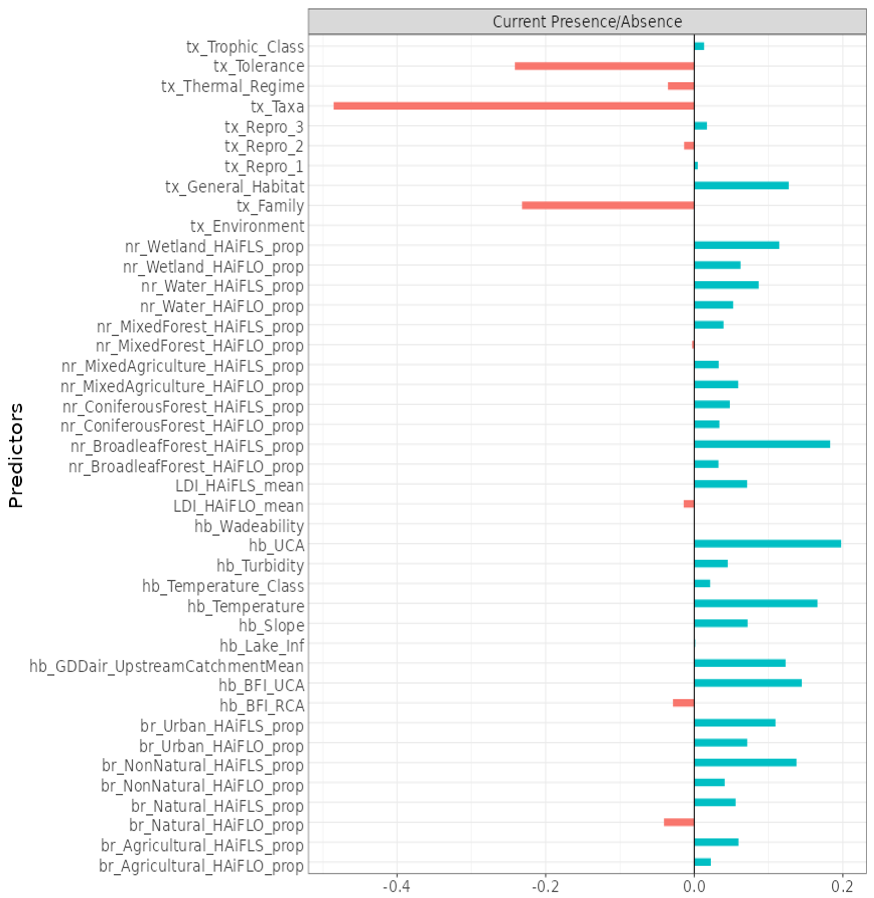 Current Presence/Absence
tx_Trophic_Class
tx_Tolerance
tx_Thermal_Regime
tx_Taxa
tx_Repro_3
tx_Repro_2
tx_Repro_1
tx_General_Habitat
tx_Family
tx_Environment
nr_Wetland_HAiFLS_prop
nr_Wetland_HAiFLO_prop
nr_Water_HAiFLS_prop
nr_Water_HAiFLO_prop
nr_MixedForest_HAiFLS_prop
nr_MixedForest_HAiFLO_prop
nr_MixedAgriculture_HAiFLS_prop
nr_MixedAgriculture_HAiFLO_prop
nr_ConiferousForest_HAiFLS_prop
nr_ConiferousForest_HAiFLO_prop
nr_BroadleafForest_HAiFLS_prop
nr_BroadleafForest_HAiFLO_prop
LDI_HAiFLS_mean
LDI_HAiFLO_mean
hb_Wadeability
hb_UCA
hb_Turbidity
hb_Temperature_Class
hb_Temperature
hb_Slope
hb_Lake_Inf
hb_GDDair_UpstreamCatchmentMean
hb_BFI_UCA
hb_BFI_RCA
br_Urban_HAiFLS_prop
br_Urban_HAiFLO_prop
br_NonNatural_HAiFLS_prop
br_NonNatural_HAiFLO_prop
br_Natural_HAiFLS_prop
br_Natural_HAiFLO_prop
br_Agricultural_HAiFLS_prop
br_Agricultural_HAiFLO_prop
Predictors
-0.4 -0.2 0.0 0.2